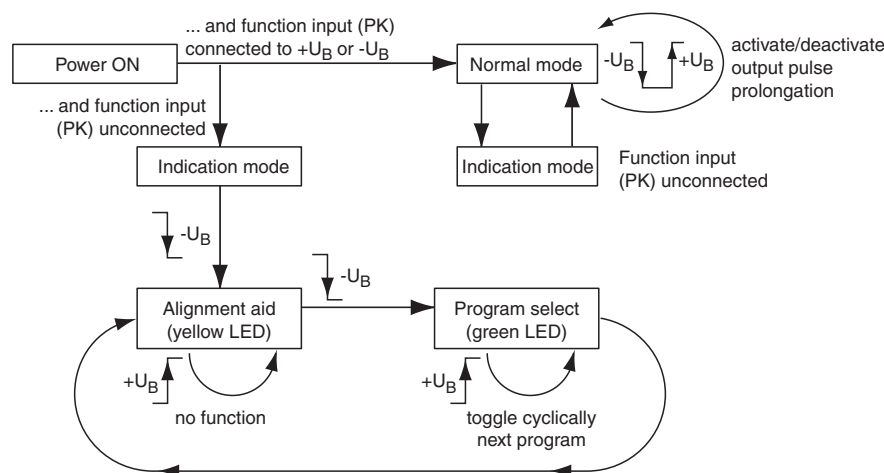 ... and function input (PK)
connected to +UB or -UB
Power ON
Normal mode
-UB
+UB
activate/deactivate
output pulse
prolongation
... and function input
(PK) unconnected
Indication mode
Indication mode
Function input
(PK) unconnected
-UB
-UB
Alignment aid
(yellow LED)
Program select
(green LED)
+UB
no function
+UB
toggle cyclically
next program